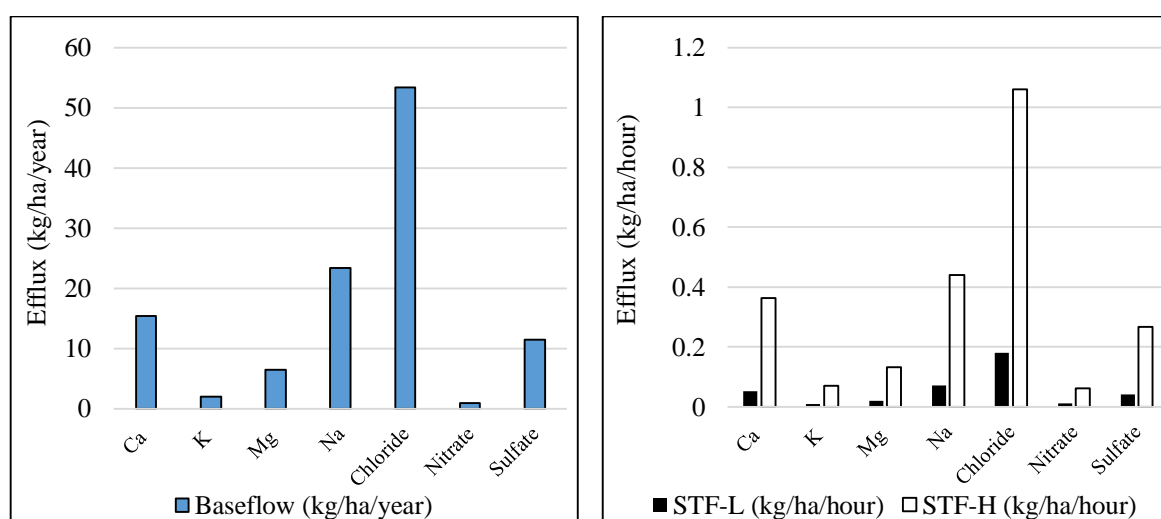 Efflux (kg/ha/year)
60
50
40
30
20
10
0
Ca
K
Mg
Na
Chloride
Nitrate
Sulfate
Baseflow (kg/ha/year)
Efflux (kg/ha/hour)
1.2
1
0.8
0.6
0.4
0.2
0
Ca
K
Mg
Na
Chloride
Nitrate
Sulfate
STF-L (kg/ha/hour) STF-H (kg/ha/hour)